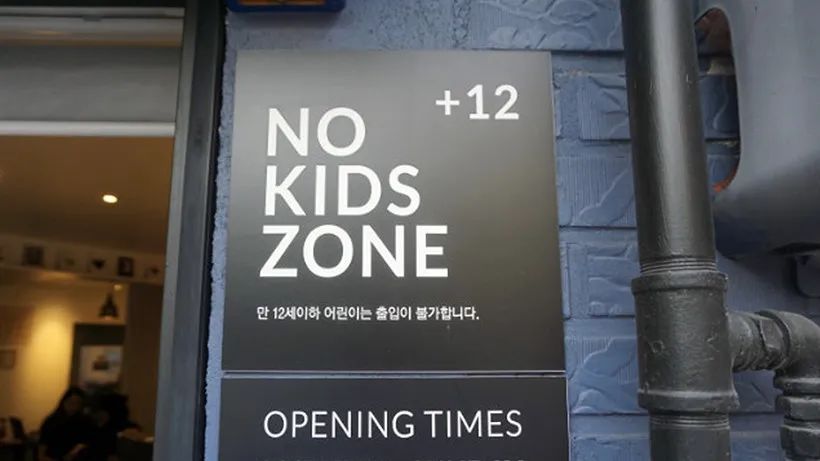 +12
NO
KIDS
ZONE
만 12세이하 어린이는 출입이 불가합니다.
OPENING TIMES